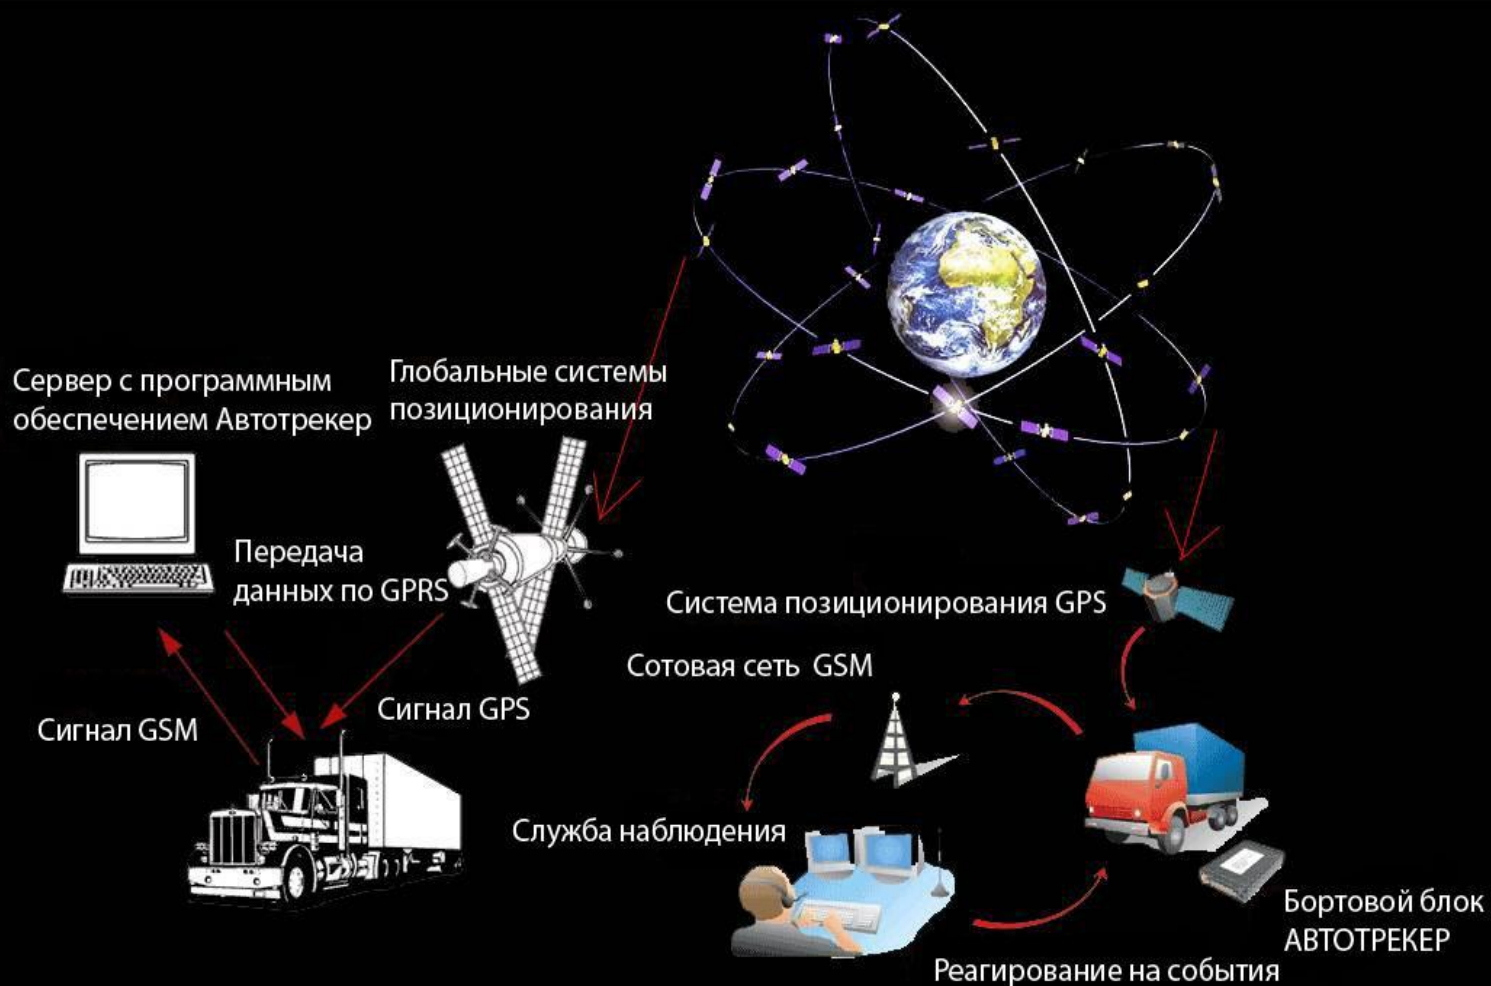 Сервер с программным
обеспечением Автотрекер
Глобальные системы
позиционирования
Передача
данных по GPRS
Сигнал GSM
Сигнал GPS
Система позиционирования GPS
Сотовая сеть GSM
Служба наблюдения
Бортовой блок
АВТОТРЕКЕР
Реагирование на события